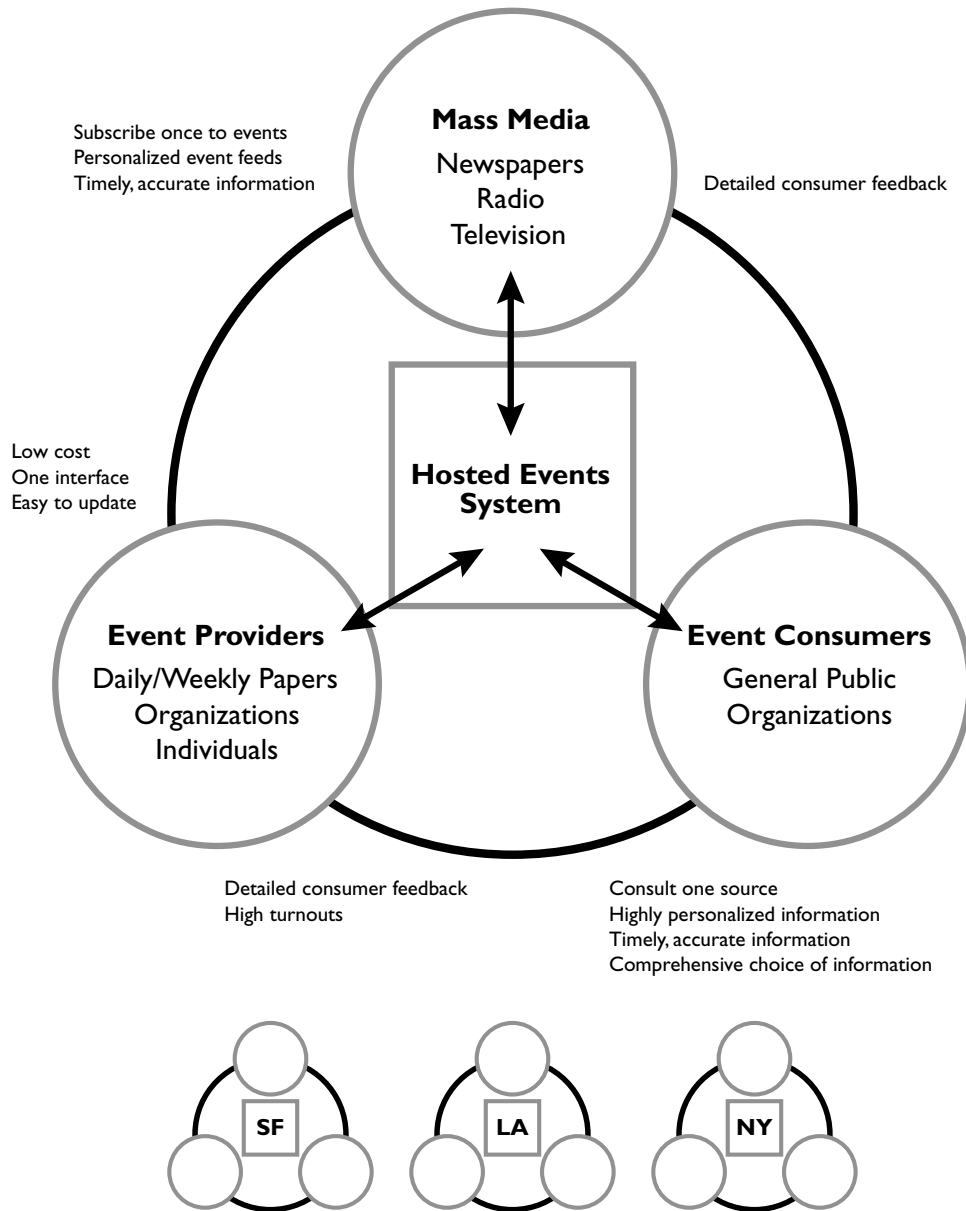 Mass Media
Newspapers
Radio
Television
Subscribe once to events
Personalized event feeds
Timely, accurate information
Detailed consumer feedback
Hosted Events
System
Low cost
One interface
Easy to update
Event Providers
Daily/Weekly Papers
Organizations
Individuals
Event Consumers
General Public
Organizations
Detailed consumer feedback
High turnouts
Consult one source
Highly personalized information
Timely, accurate information
Comprehensive choice of information
SF
LA
NY